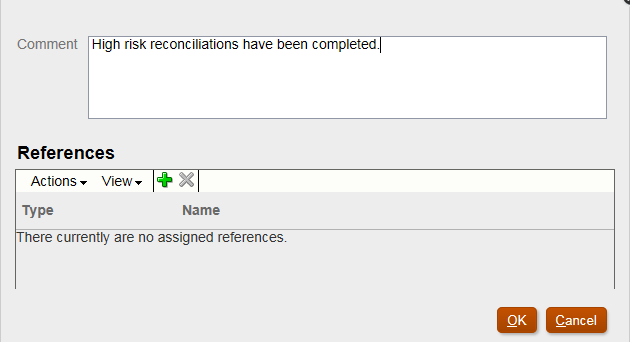 Comment High risk reconciliations have been completed.
References
Actions View
Type Name
There currently are no assigned references.
OK Cancel